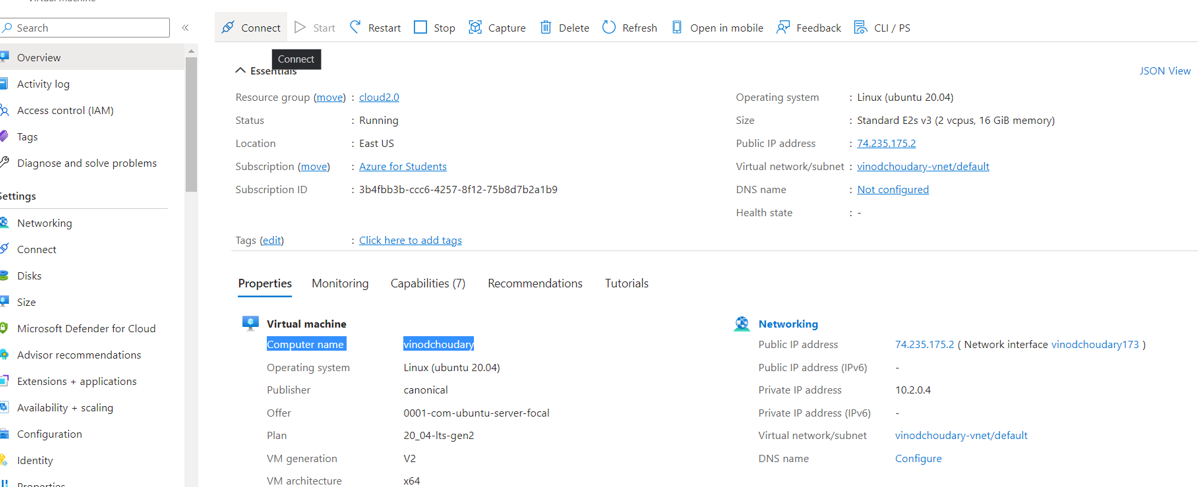 Virtual machine
Search
«
Connect
Start
Restart
Stop
Capture
Delete
Refresh
Open in mobile
Feedback
CLI / PS
Connect
Overview
Activity log
Access control (IAM)
Tags
Diagnose and solve problems
Settings
Networking
Connect
Disks
Size
Microsoft Defender for Cloud
Advisor recommendations
Extensions + applications
Availability + scaling
Configuration
Identity
Properties
Essentials
JSON View
Resource group (move) : cloud2.0
Status : Running
Location : East US
Subscription (move) : Azure for Students
Subscription ID : 3b4fbb3b-ccc6-4257-8f12-75b8d7b2a1b9
Operating system : Linux (ubuntu 20.04)
Size : Standard E2s v3 (2 vcpus, 16 GiB memory)
Public IP address : 74.235.175.2
Virtual network/subnet : vinodchoudary-vnet/default
DNS name : Not configured
Health state : -
Tags (edit) : Click here to add tags
Properties
Monitoring
Capabilities (7)
Recommendations
Tutorials
Virtual machine
Computer name vinodchoudary
Operating system Linux (ubuntu 20.04)
Publisher canonical
Offer 0001-com-ubuntu-server-focal
Plan 20_04-lts-gen2
VM generation V2
VM architecture x64
Networking
Public IP address 74.235.175.2 ( Network interface vinodchoudary173 )
Public IP address (IPv6) -
Private IP address 10.2.0.4
Private IP address (IPv6) -
Virtual network/subnet vinodchoudary-vnet/default
DNS name Configure